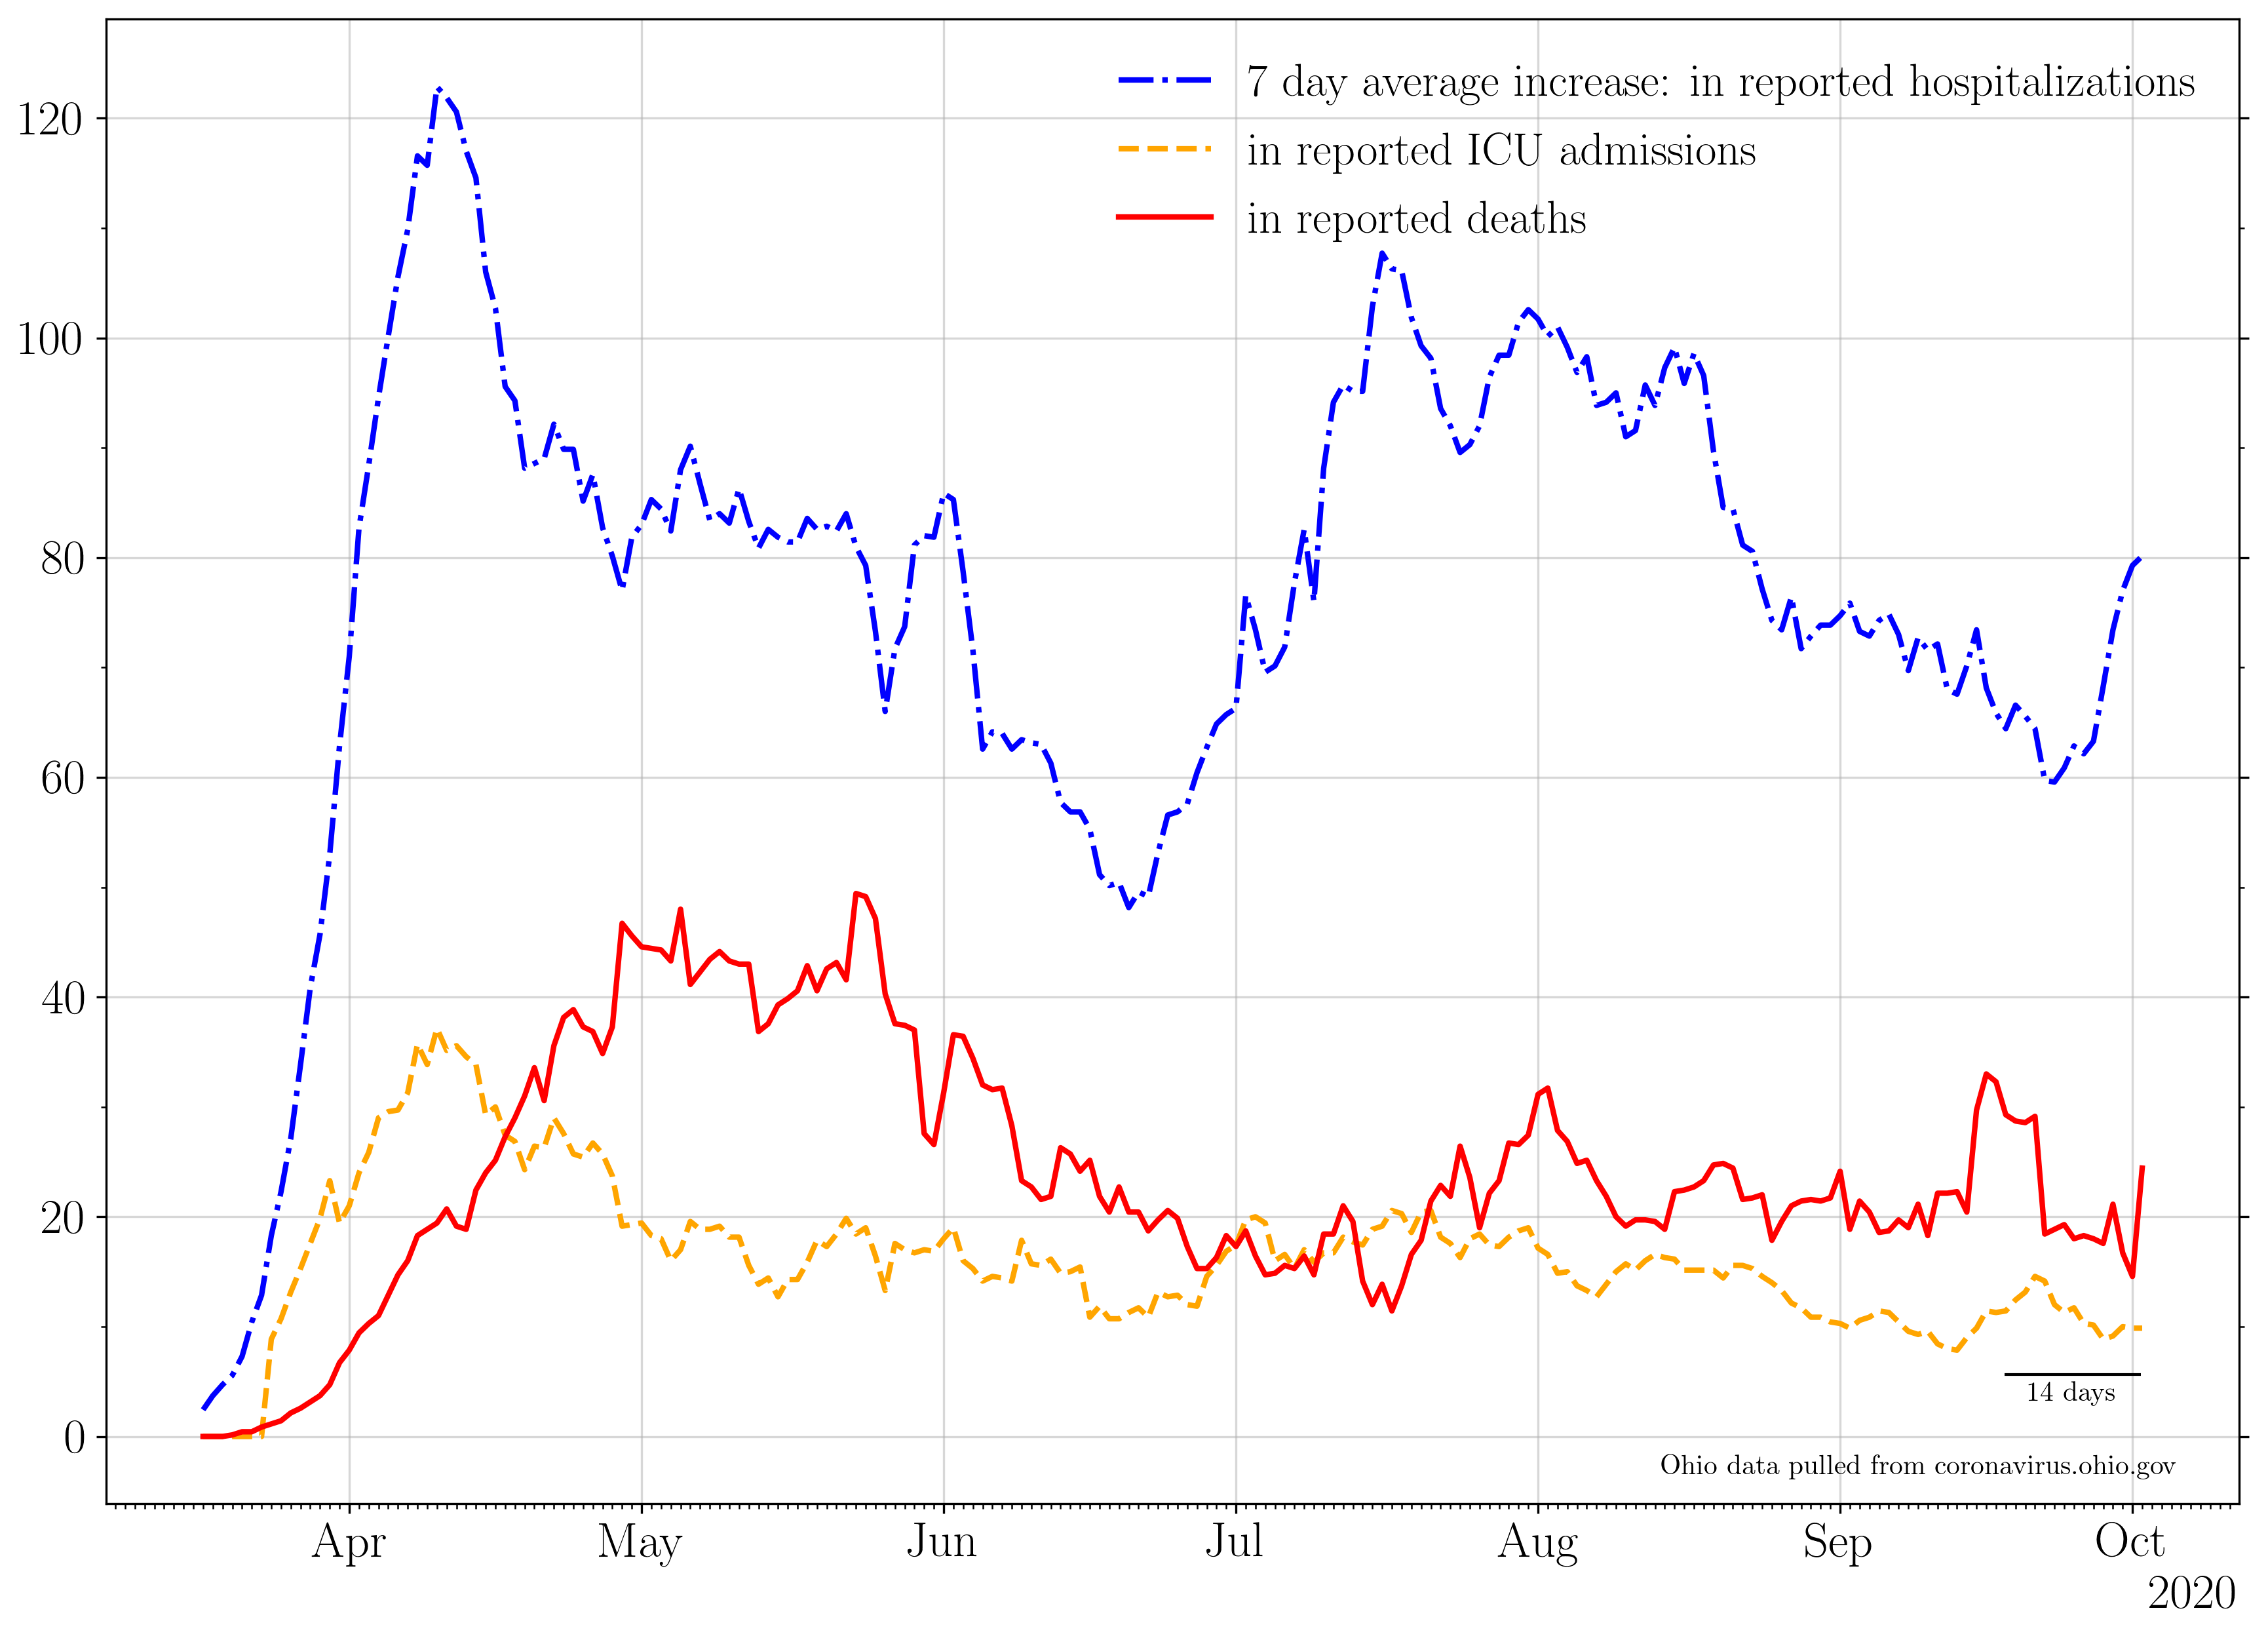 7 day average increase: in reported hospitalizations
in reported ICU admissions
in reported deaths
120
100
80
60
40
20
0
14 days
Ohio data pulled from coronavirus.ohio.gov
Apr May Jun Jul Aug Sep Oct
2020